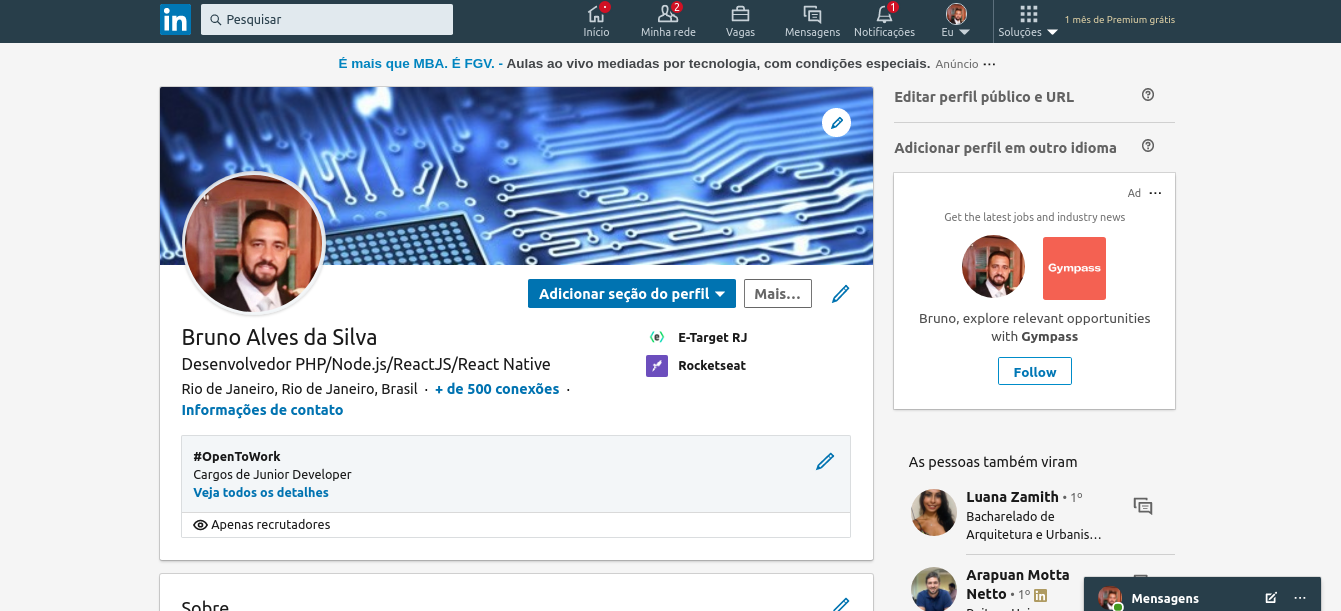 in
Pesquisar
2
1
Início
Minha rede
Vagas
Mensagens
Notificações
Eu
Soluções
1 mês de Premium grátis
É mais que MBA. É FGV. - Aulas ao vivo mediadas por tecnologia, com condições especiais. Anúncio ···
Editar perfil público e URL
Adicionar perfil em outro idioma
Adicionar seção do perfil
Mais...
Bruno Alves da Silva
Desenvolvedor PHP/Node.js/ReactJS/React Native
Rio de Janeiro, Rio de Janeiro, Brasil · + de 500 conexões ·
Informações de contato
E-Target RJ
Rocketseat
#OpenToWork
Cargos de Junior Developer
Veja todos os detalhes
Apenas recrutadores
Sobre
Ad ···
Get the latest jobs and industry news
Gympass
Bruno, explore relevant opportunities
with Gympass
Follow
As pessoas também viram
Luana Zamith • 1º
Bacharelado de
Arquitetura e Urbanis…
Arapuan Motta
Netto • 1º in
Mensagens